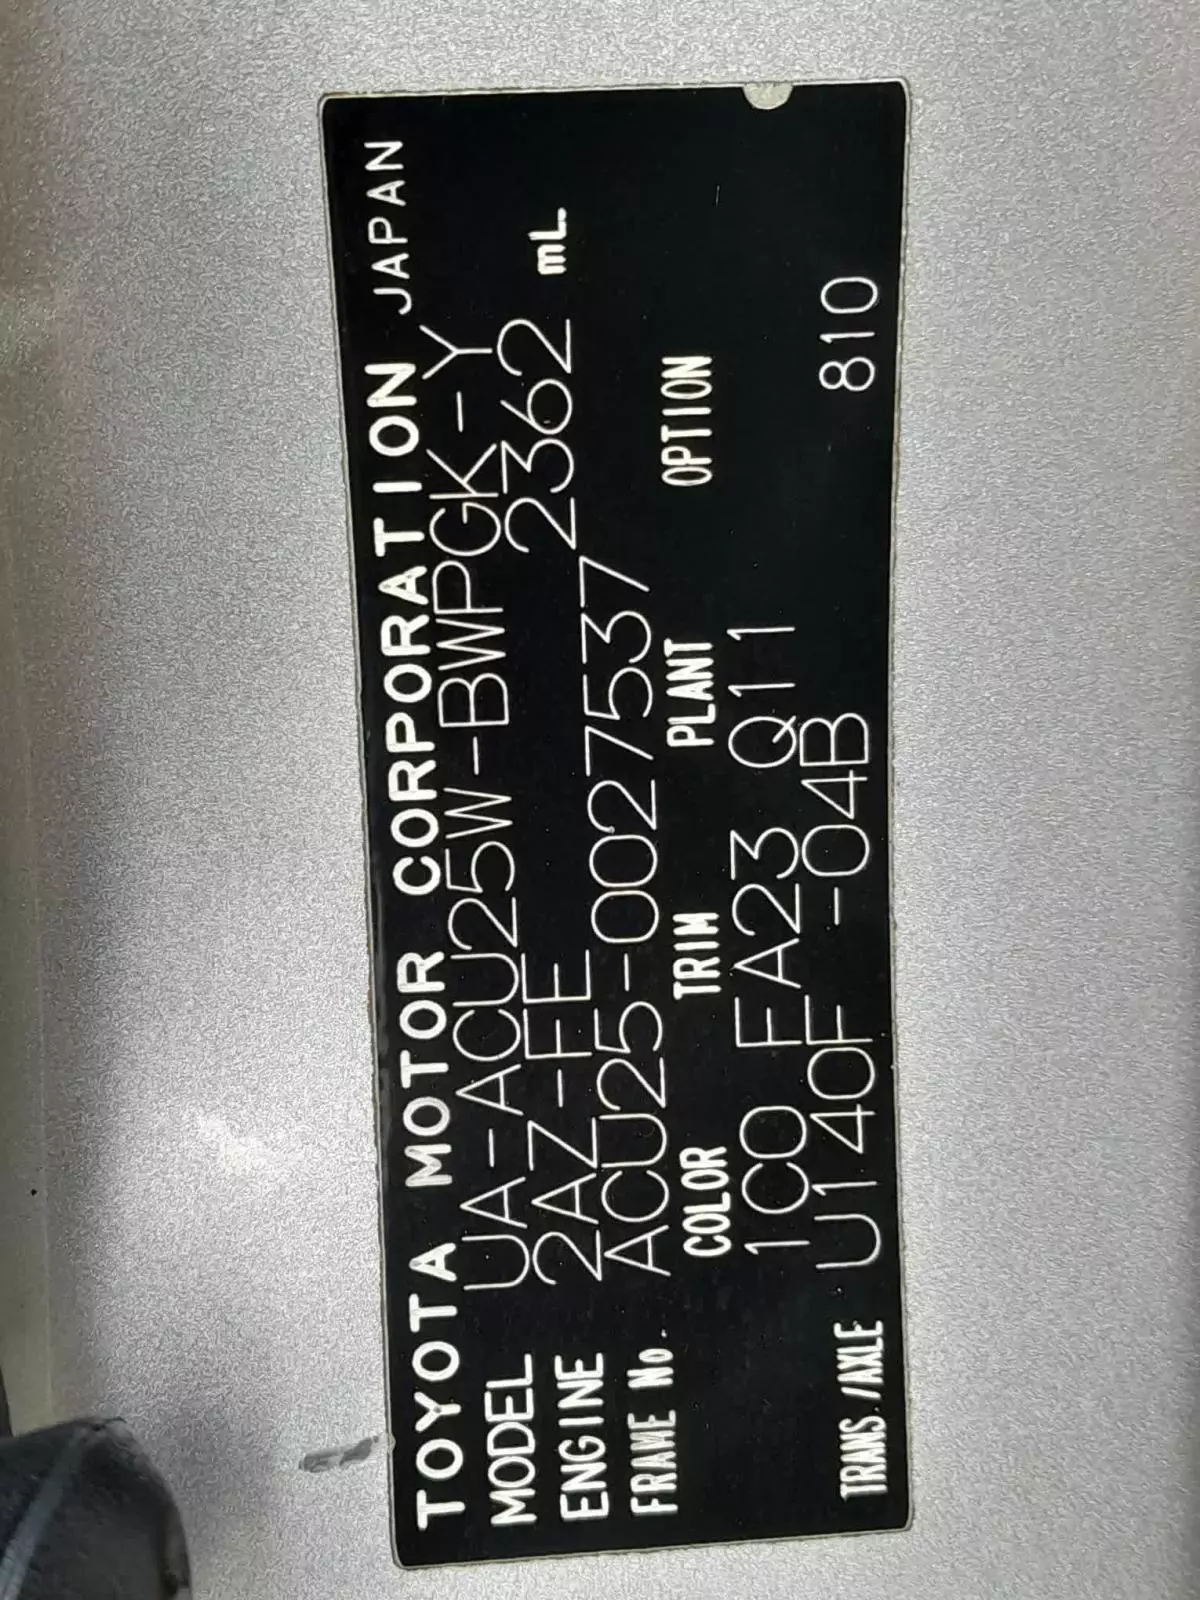 TOYOTA MOTOR CORPORATION JAPAN
MODEL UA-ACU25W-BWPGK-Y
ENGINE 2AZ-FE 2362 mL.
FRAME No. ACU25-0027537
COLOR TRIM PLANT OPTION
1C0 FA23 Q11
TRANS./AXLE U140F -04B 810